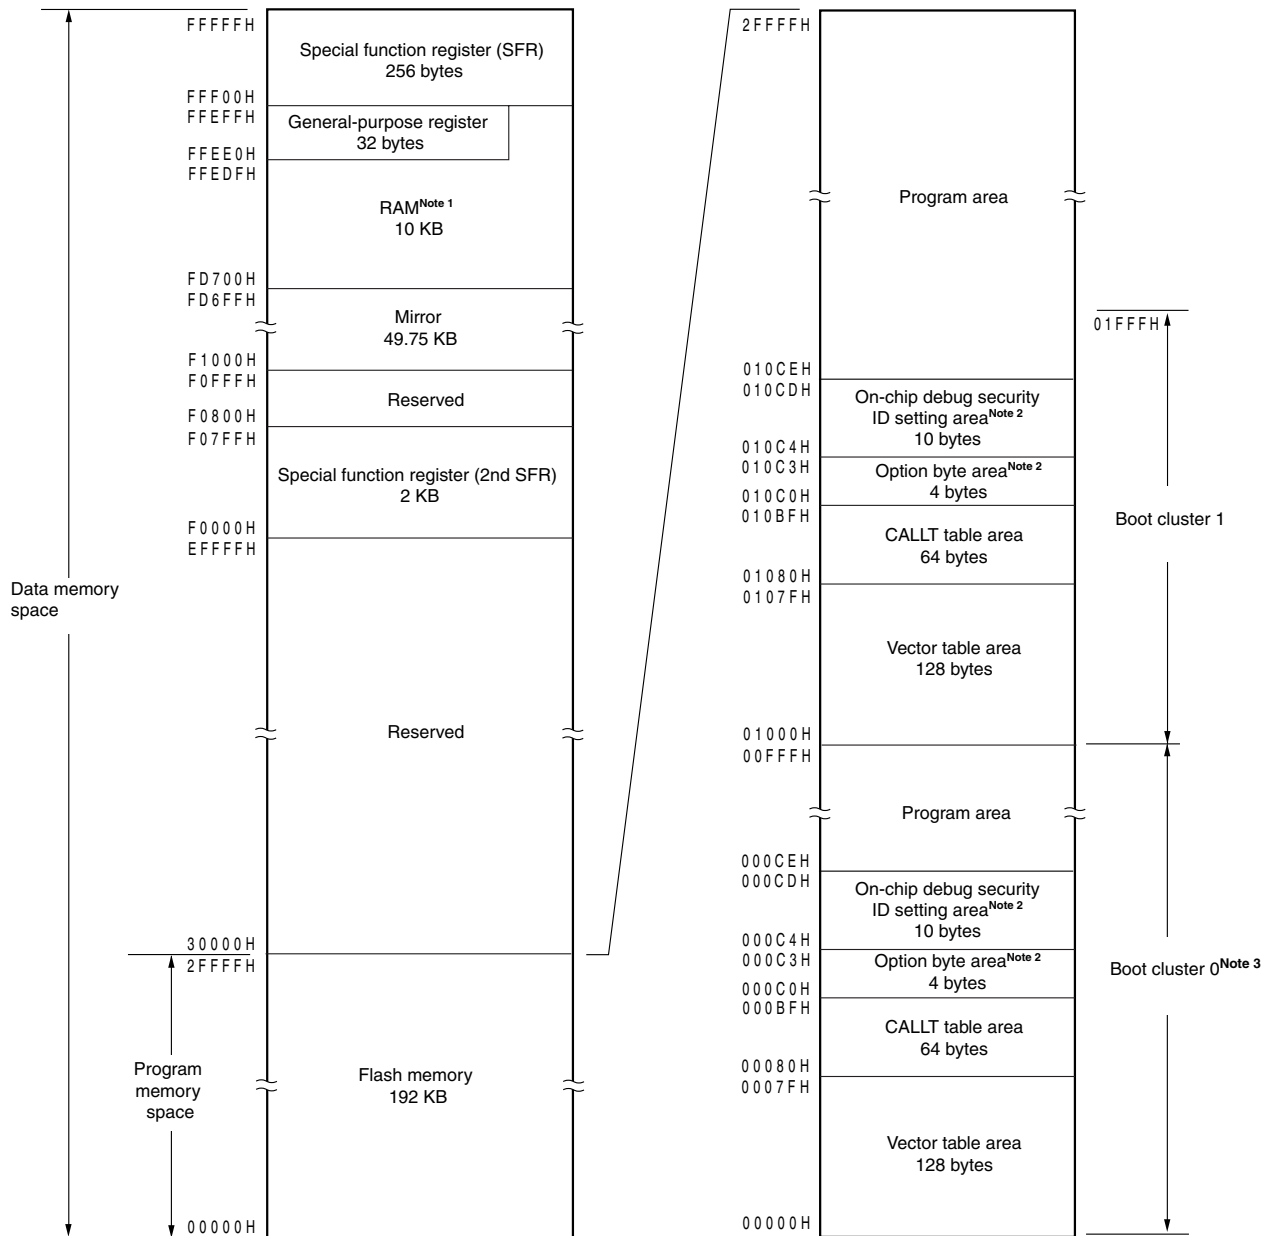 FFFFFH
Special function register (SFR)
256 bytes
FFF00H
FFEFFH
General-purpose register
32 bytes
FFEE0H
FFEDFH
RAMNote 1
10 KB
FD700H
FD6FFH
Mirror
49.75 KB
F1000H
F0FFFH
Reserved
F0800H
F07FFH
Special function register (2nd SFR)
2 KB
F0000H
EFFFFH
Data memory
space
Reserved
30000H
2FFFFH
Program
memory
space
Flash memory
192 KB
00000H
2FFFFH
Program area
01FFFH
010CEH
010CDH
On-chip debug security
ID setting areaNote 2
10 bytes
010C4H
010C3H
Option byte areaNote 2
4 bytes
010C0H
010BFH
CALLT table area
64 bytes
Boot cluster 1
01080H
0107FH
Vector table area
128 bytes
01000H
00FFFH
Program area
000CEH
000CDH
On-chip debug security
ID setting areaNote 2
10 bytes
000C4H
000C3H
Option byte areaNote 2
4 bytes
Boot cluster 0Note 3
000C0H
000BFH
CALLT table area
64 bytes
00080H
0007FH
Vector table area
128 bytes
00000H